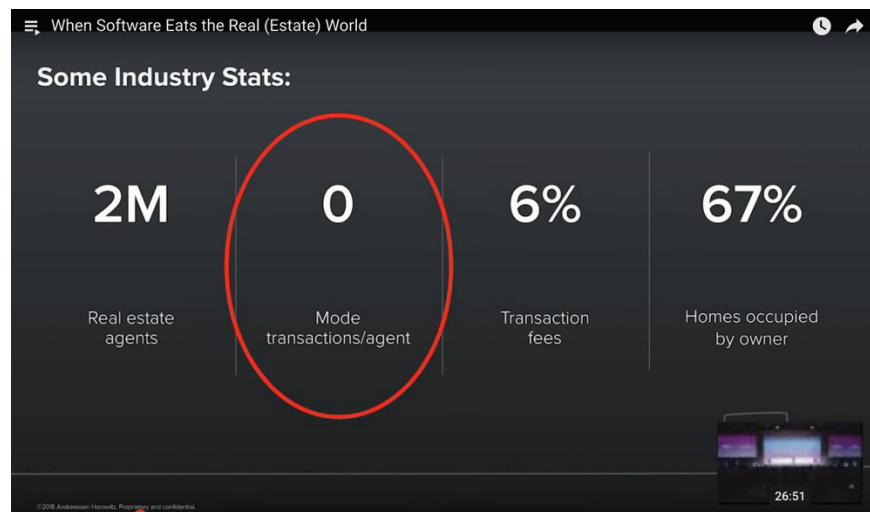 When Software Eats the Real (Estate) World
Some Industry Stats:
2M
Real estate
agents
0
Mode
transactions/agent
6%
Transaction
fees
67%
Homes occupied
by owner
26:51
©2018 Andreessen Horowitz. Proprietary and confidential.